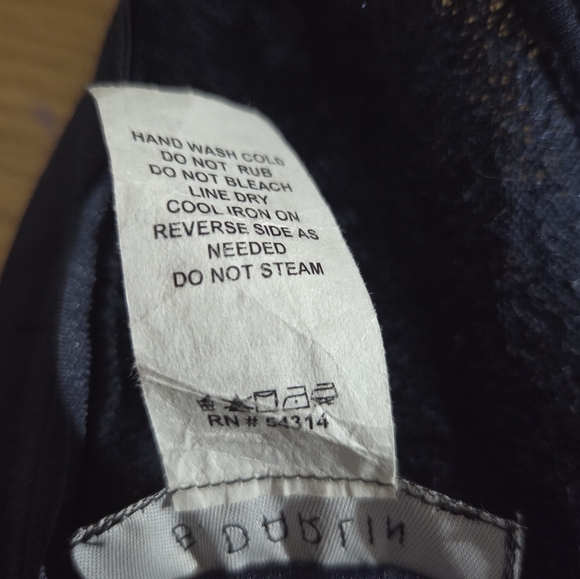 HAND WASH COLD
DO NOT RUB
DO NOT BLEACH
LINE DRY
COOL IRON ON
REVERSE SIDE AS
NEEDED
DO NOT STEAM
RN # 54314
B DARLIN